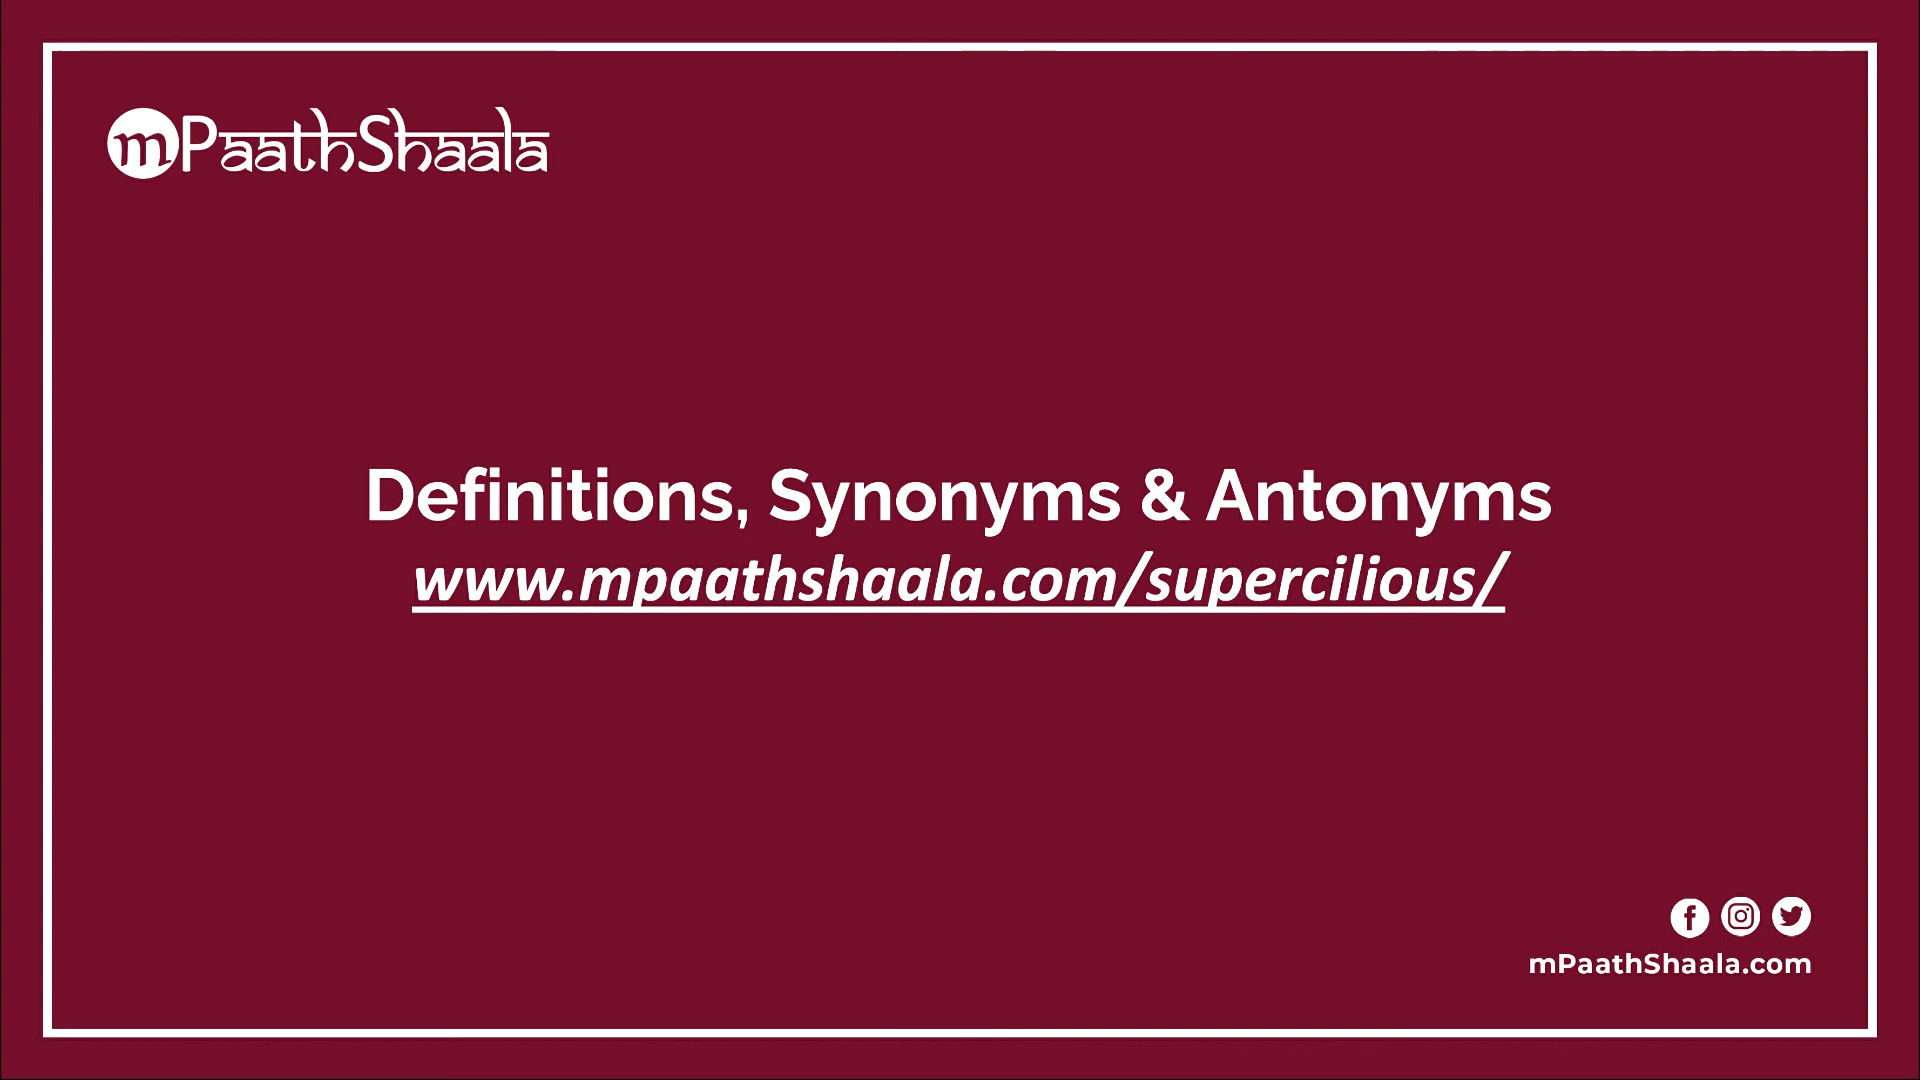 mPaathShaala
Definitions, Synonyms & Antonyms
www.mpaathshaala.com/supercilious/
mPaathShaala.com